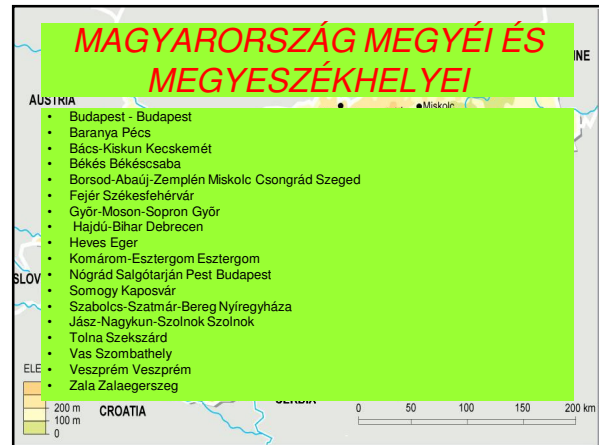 MAGYARORSZÁG MEGYÉI ÉS
MEGYESZÉKHELYEI
INE
AUSTRIA
Miskolc
• Budapest - Budapest
• Baranya Pécs
• Bács-Kiskun Kecskemét
• Békés Békéscsaba
• Borsod-Abaúj-Zemplén Miskolc Csongrád Szeged
• Fejér Székesfehérvár
• Győr-Moson-Sopron Győr
• Hajdú-Bihar Debrecen
• Heves Eger
• Komárom-Esztergom Esztergom
• Nógrád Salgótarján Pest Budapest
• Somogy Kaposvár
• Szabolcs-Szatmár-Bereg Nyíregyháza
• Jász-Nagykun-Szolnok Szolnok
• Tolna Szekszárd
• Vas Szombathely
• Veszprém Veszprém
• Zala Zalaegerszeg
SLOV
ELE
200 m
100 m
0
CROATIA
0 50 100 150 200 km